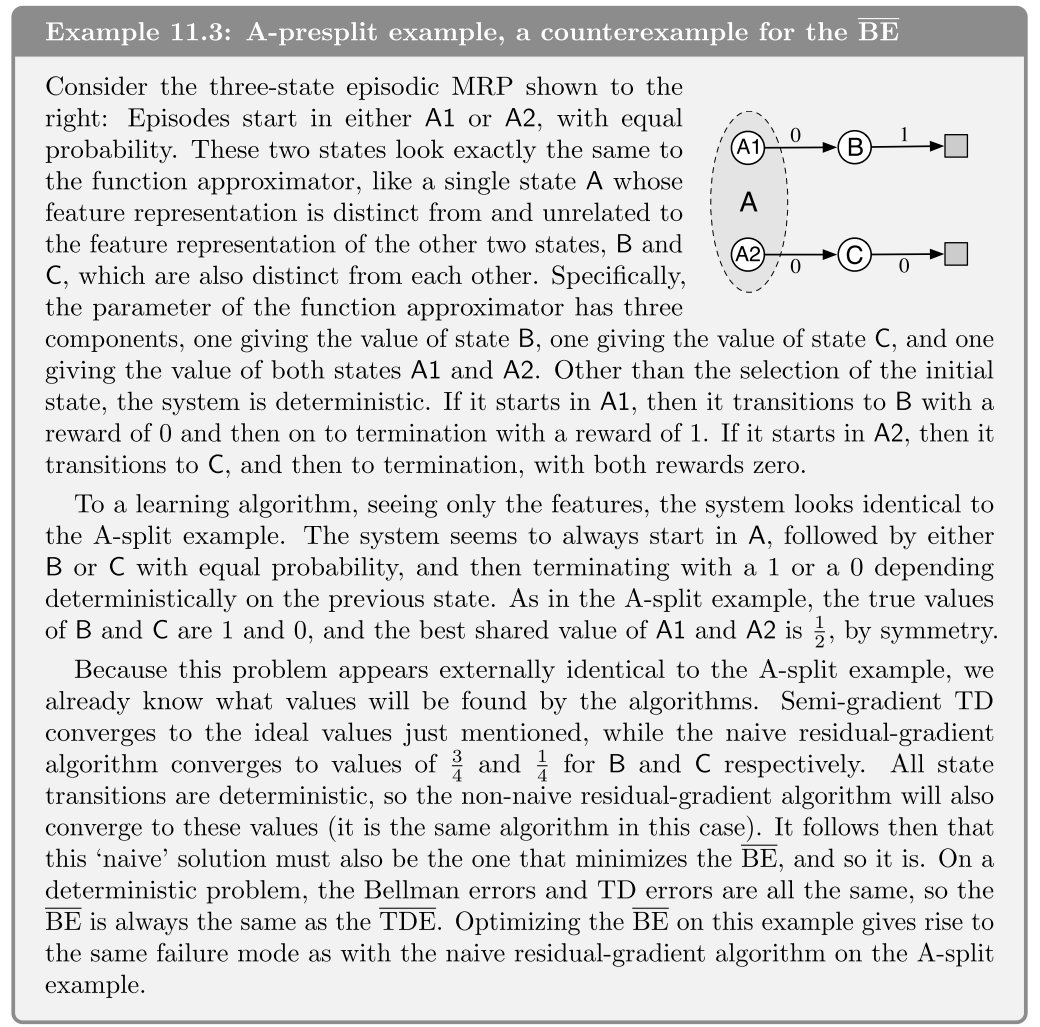 Example 11.3: A-presplit example, a counterexample for the B̅E̅
Consider the three-state episodic MRP shown to the
right: Episodes start in either A1 or A2, with equal
probability. These two states look exactly the same to
the function approximator, like a single state A whose
feature representation is distinct from and unrelated to
the feature representation of the other two states, B and
C, which are also distinct from each other. Specifically,
the parameter of the function approximator has three
components, one giving the value of state B, one giving the value of state C, and one
giving the value of both states A1 and A2. Other than the selection of the initial
state, the system is deterministic. If it starts in A1, then it transitions to B with a
reward of 0 and then on to termination with a reward of 1. If it starts in A2, then it
transitions to C, and then to termination, with both rewards zero.
A1 0 B 1
A
A2 0 C 0
To a learning algorithm, seeing only the features, the system looks identical to
the A-split example. The system seems to always start in A, followed by either
B or C with equal probability, and then terminating with a 1 or a 0 depending
deterministically on the previous state. As in the A-split example, the true values
of B and C are 1 and 0, and the best shared value of A1 and A2 is 1/2, by symmetry.
Because this problem appears externally identical to the A-split example, we
already know what values will be found by the algorithms. Semi-gradient TD
converges to the ideal values just mentioned, while the naive residual-gradient
algorithm converges to values of 3/4 and 1/4 for B and C respectively. All state
transitions are deterministic, so the non-naive residual-gradient algorithm will also
converge to these values (it is the same algorithm in this case). It follows then that
this ‘naive’ solution must also be the one that minimizes the B̅E̅, and so it is. On a
deterministic problem, the Bellman errors and TD errors are all the same, so the
B̅E̅ is always the same as the T̅D̅E̅. Optimizing the B̅E̅ on this example gives rise to
the same failure mode as with the naive residual-gradient algorithm on the A-split
example.